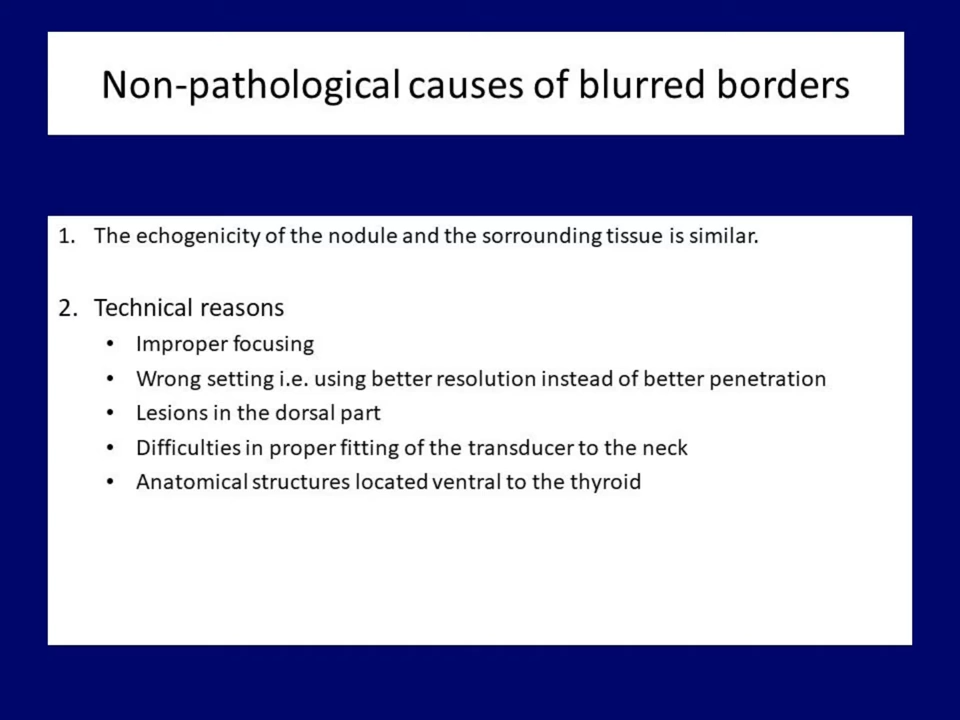 Non-pathological causes of blurred borders
1. The echogenicity of the nodule and the sorrounding tissue is similar.
2. Technical reasons
• Improper focusing
• Wrong setting i.e. using better resolution instead of better penetration
• Lesions in the dorsal part
• Difficulties in proper fitting of the transducer to the neck
• Anatomical structures located ventral to the thyroid